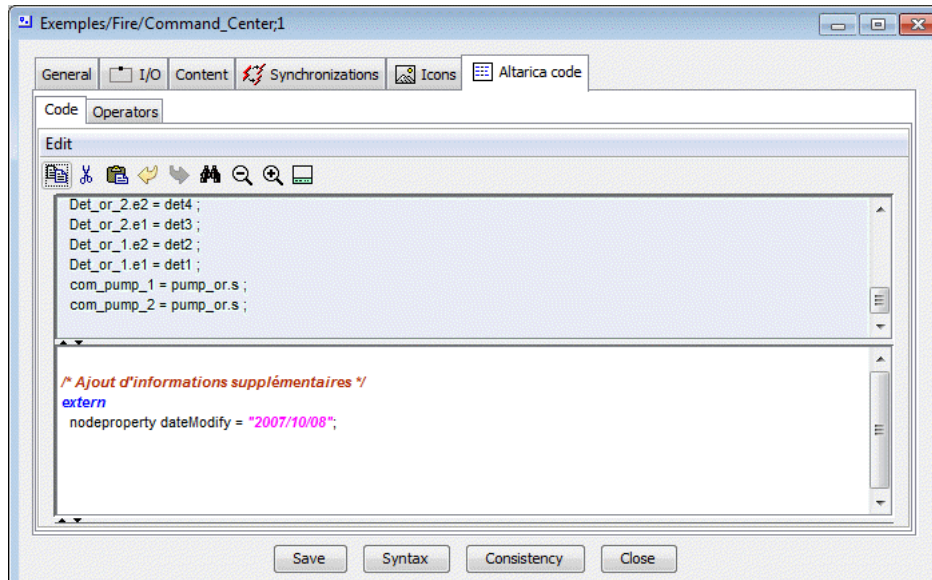 Exemples/Fire/Command_Center;1
General I/O Content Synchronizations Icons Altarica code
Code Operators
Edit
Det_or_2.e2 = det4 ;
Det_or_2.e1 = det3 ;
Det_or_1.e2 = det2 ;
Det_or_1.e1 = det1 ;
com_pump_1 = pump_or.s ;
com_pump_2 = pump_or.s ;
/* Ajout d'informations supplémentaires */
extern
nodeproperty dateModify = "2007/10/08";
Save Syntax Consistency Close